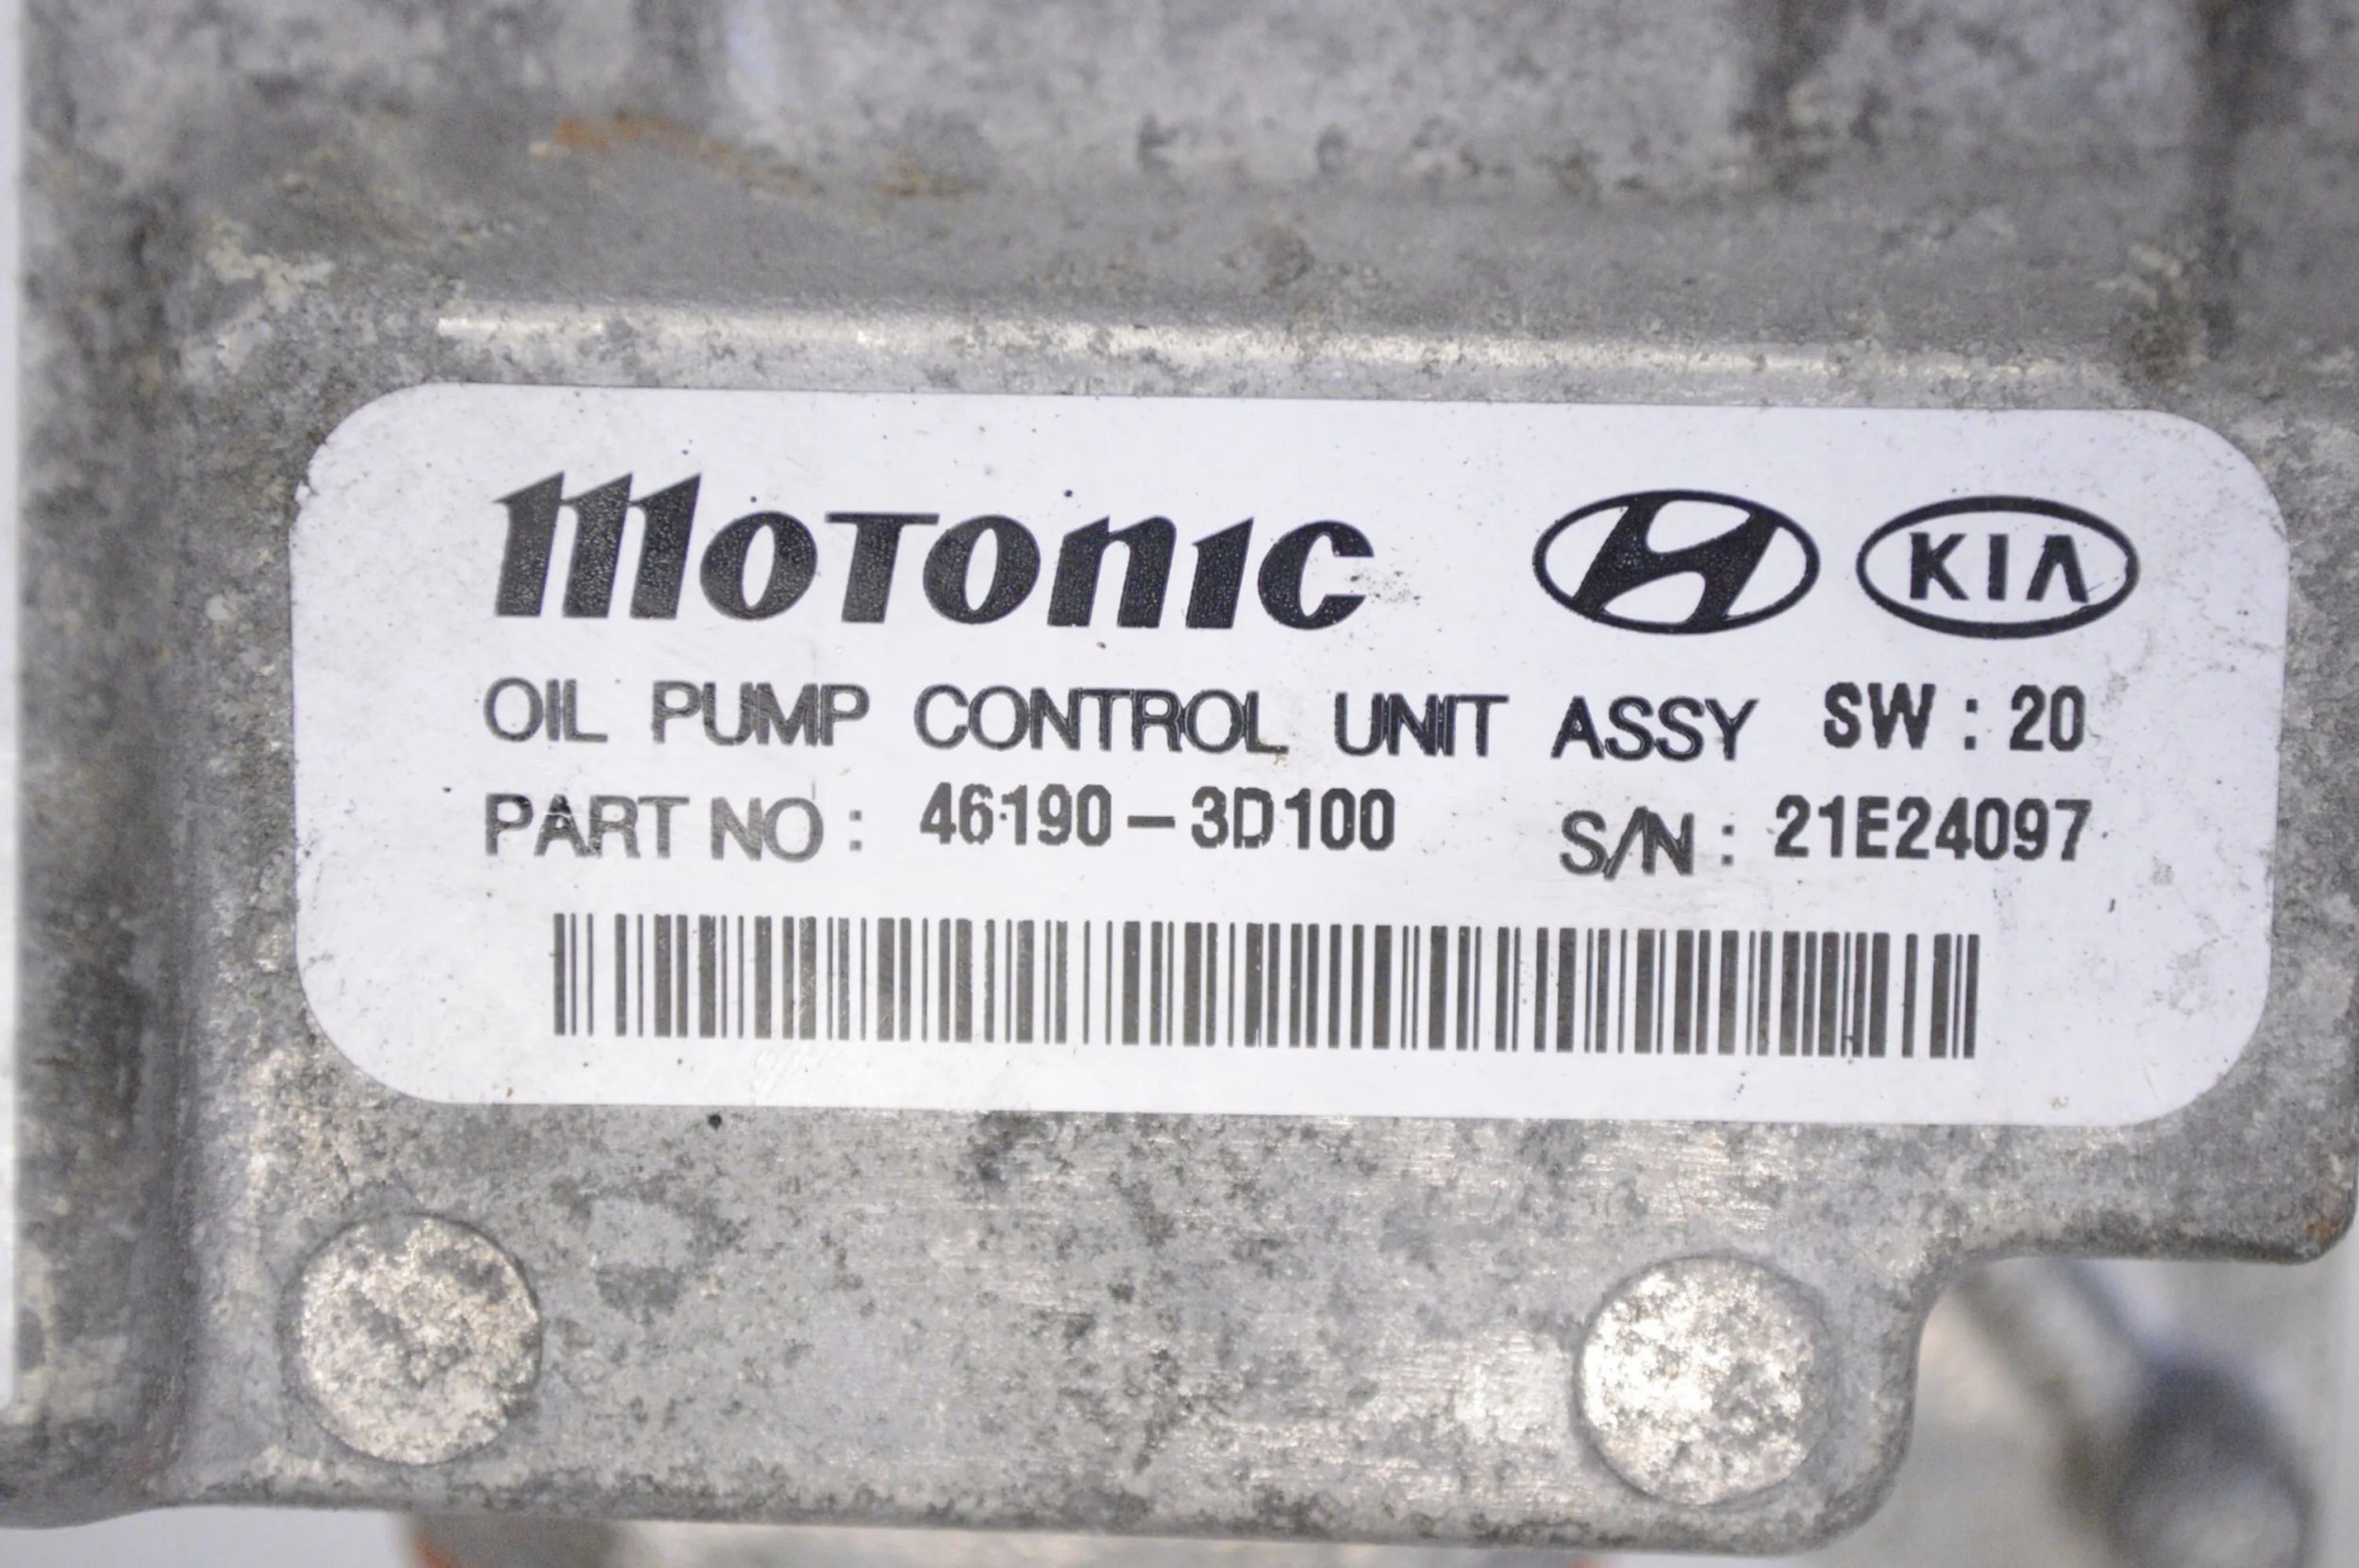 Motonic KIA
OIL PUMP CONTROL UNIT ASSY SW : 20
PART NO : 46190-3D100 S/N : 21E24097